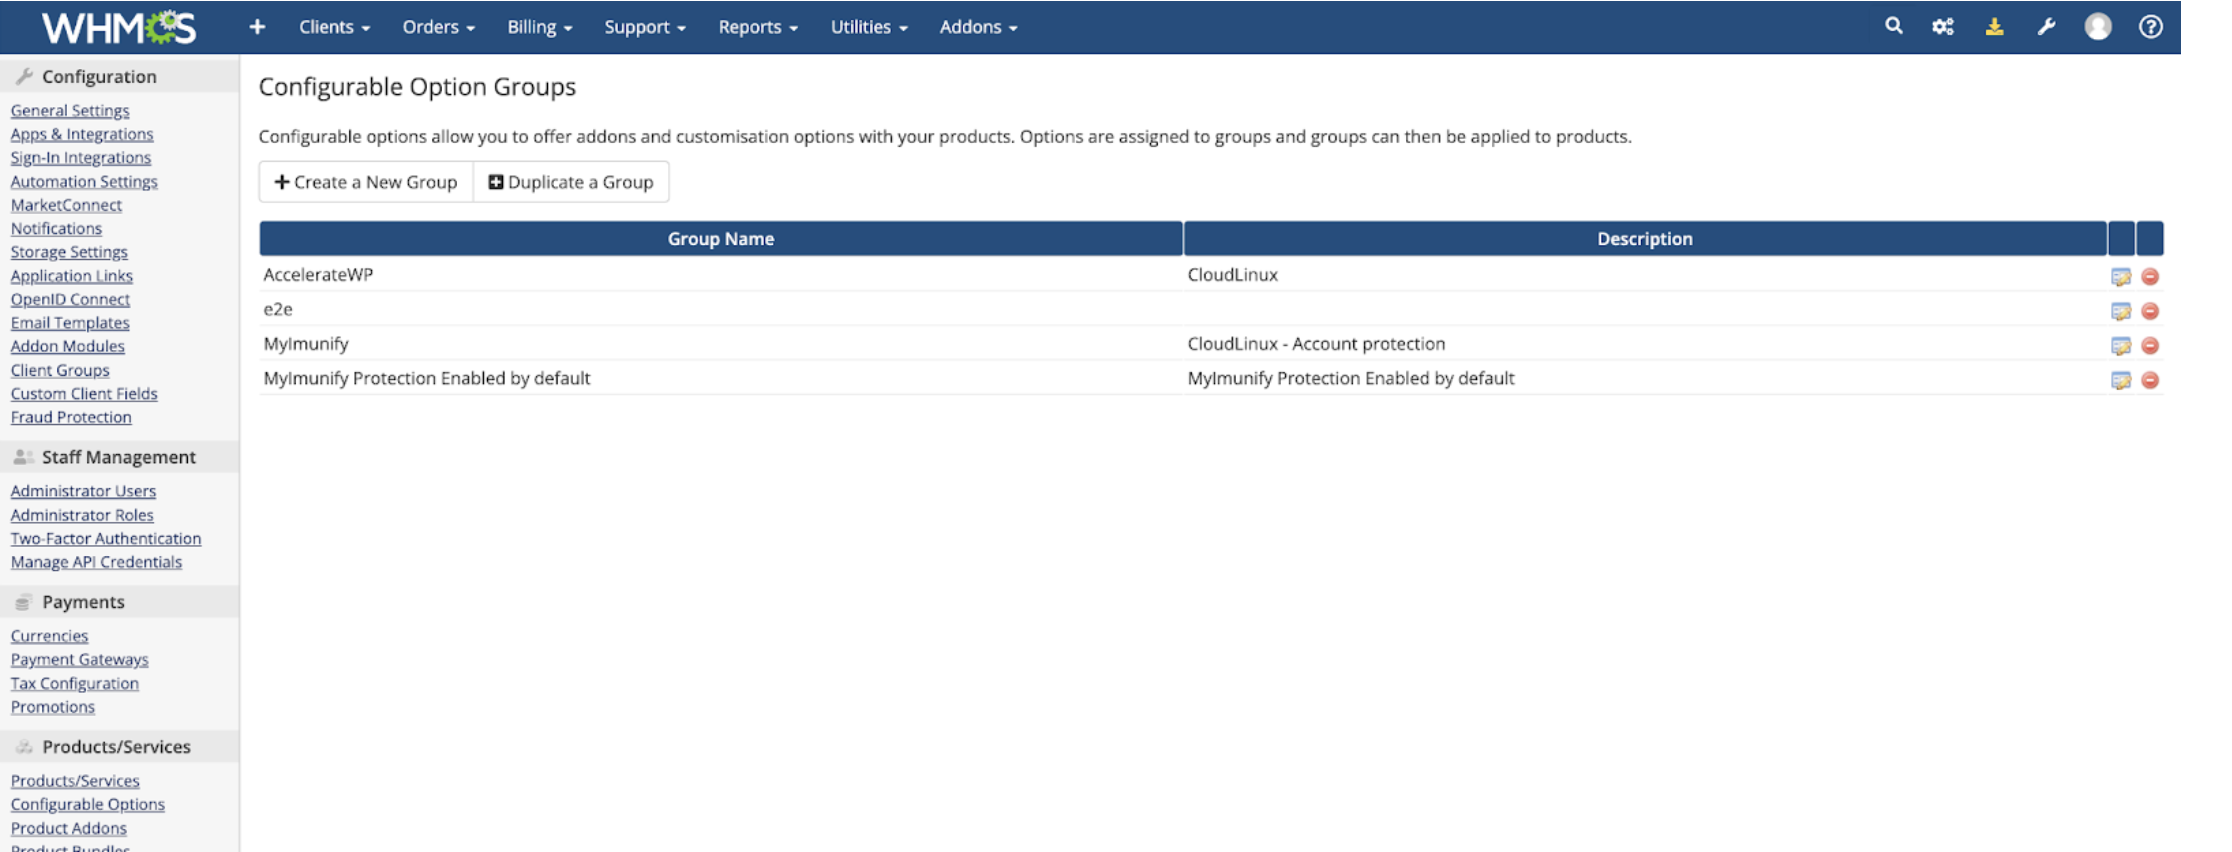 WHMCS
+ Clients Orders Billing Support Reports Utilities Addons
Configuration
General Settings
Apps & Integrations
Sign-In Integrations
Automation Settings
MarketConnect
Notifications
Storage Settings
Application Links
OpenID Connect
Email Templates
Addon Modules
Client Groups
Custom Client Fields
Fraud Protection
Staff Management
Administrator Users
Administrator Roles
Two-Factor Authentication
Manage API Credentials
Payments
Currencies
Payment Gateways
Tax Configuration
Promotions
Products/Services
Products/Services
Configurable Options
Product Addons
Product Bundles
Configurable Option Groups
Configurable options allow you to offer addons and customisation options with your products. Options are assigned to groups and groups can then be applied to products.
Create a New Group Duplicate a Group
Group Name Description
AccelerateWP CloudLinux
e2e
MyImunify CloudLinux - Account protection
MyImunify Protection Enabled by default MyImunify Protection Enabled by default